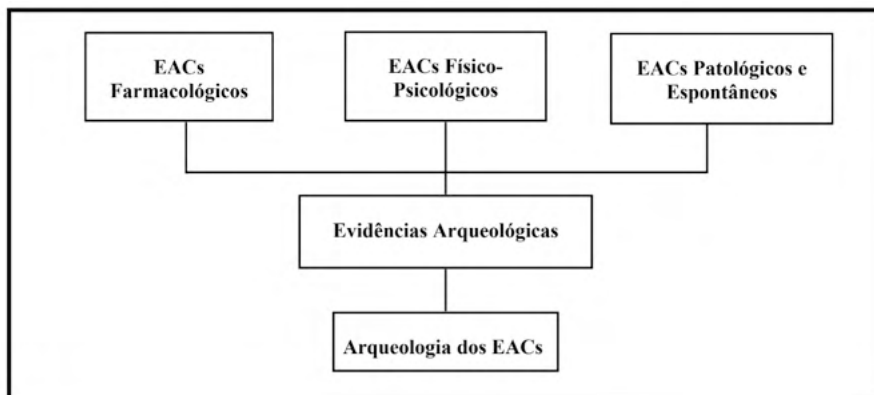 EACs
Farmacológicos
EACs Físico-
Psicológicos
EACs Patológicos e
Espontâneos
Evidências Arqueológicas
Arqueologia dos EACs